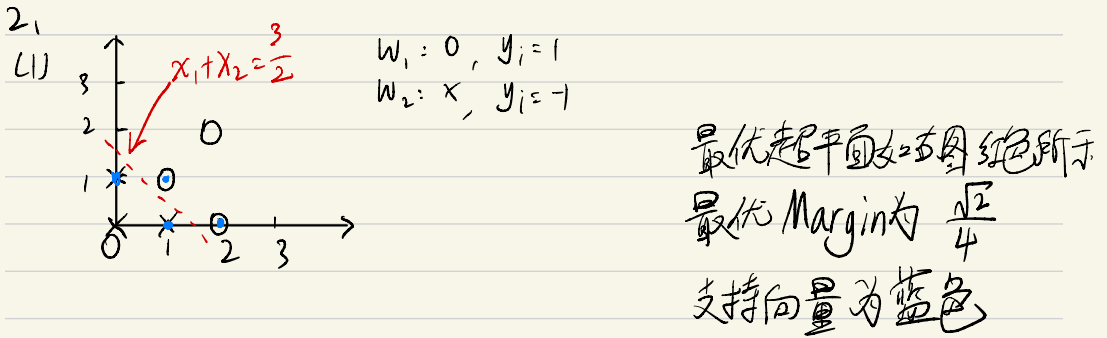 2.
(1)
x₁+x₂=3/2
w₁: O, yᵢ=1
w₂: ×, yᵢ=-1
3
2
1
0 1 2 3
最优超平面如左图红色所示
最优 Margin为 √2/4
支持向量为蓝色